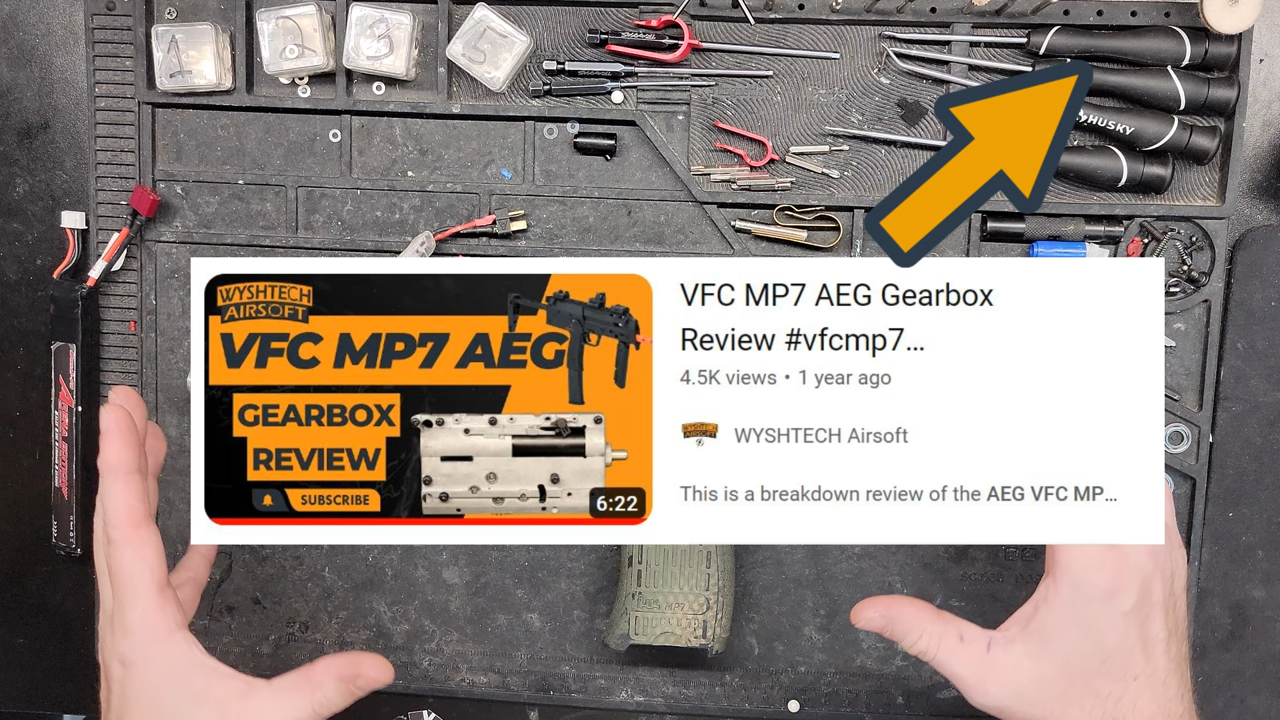 HUSKY
WYSHTECH
AIRSOFT
VFC MP7 AEG
GEARBOX
REVIEW
SUBSCRIBE
6:22
VFC MP7 AEG Gearbox
Review #vfcmp7...
4.5K views • 1 year ago
WYSHTECH Airsoft
This is a breakdown review of the AEG VFC MP...
MP7